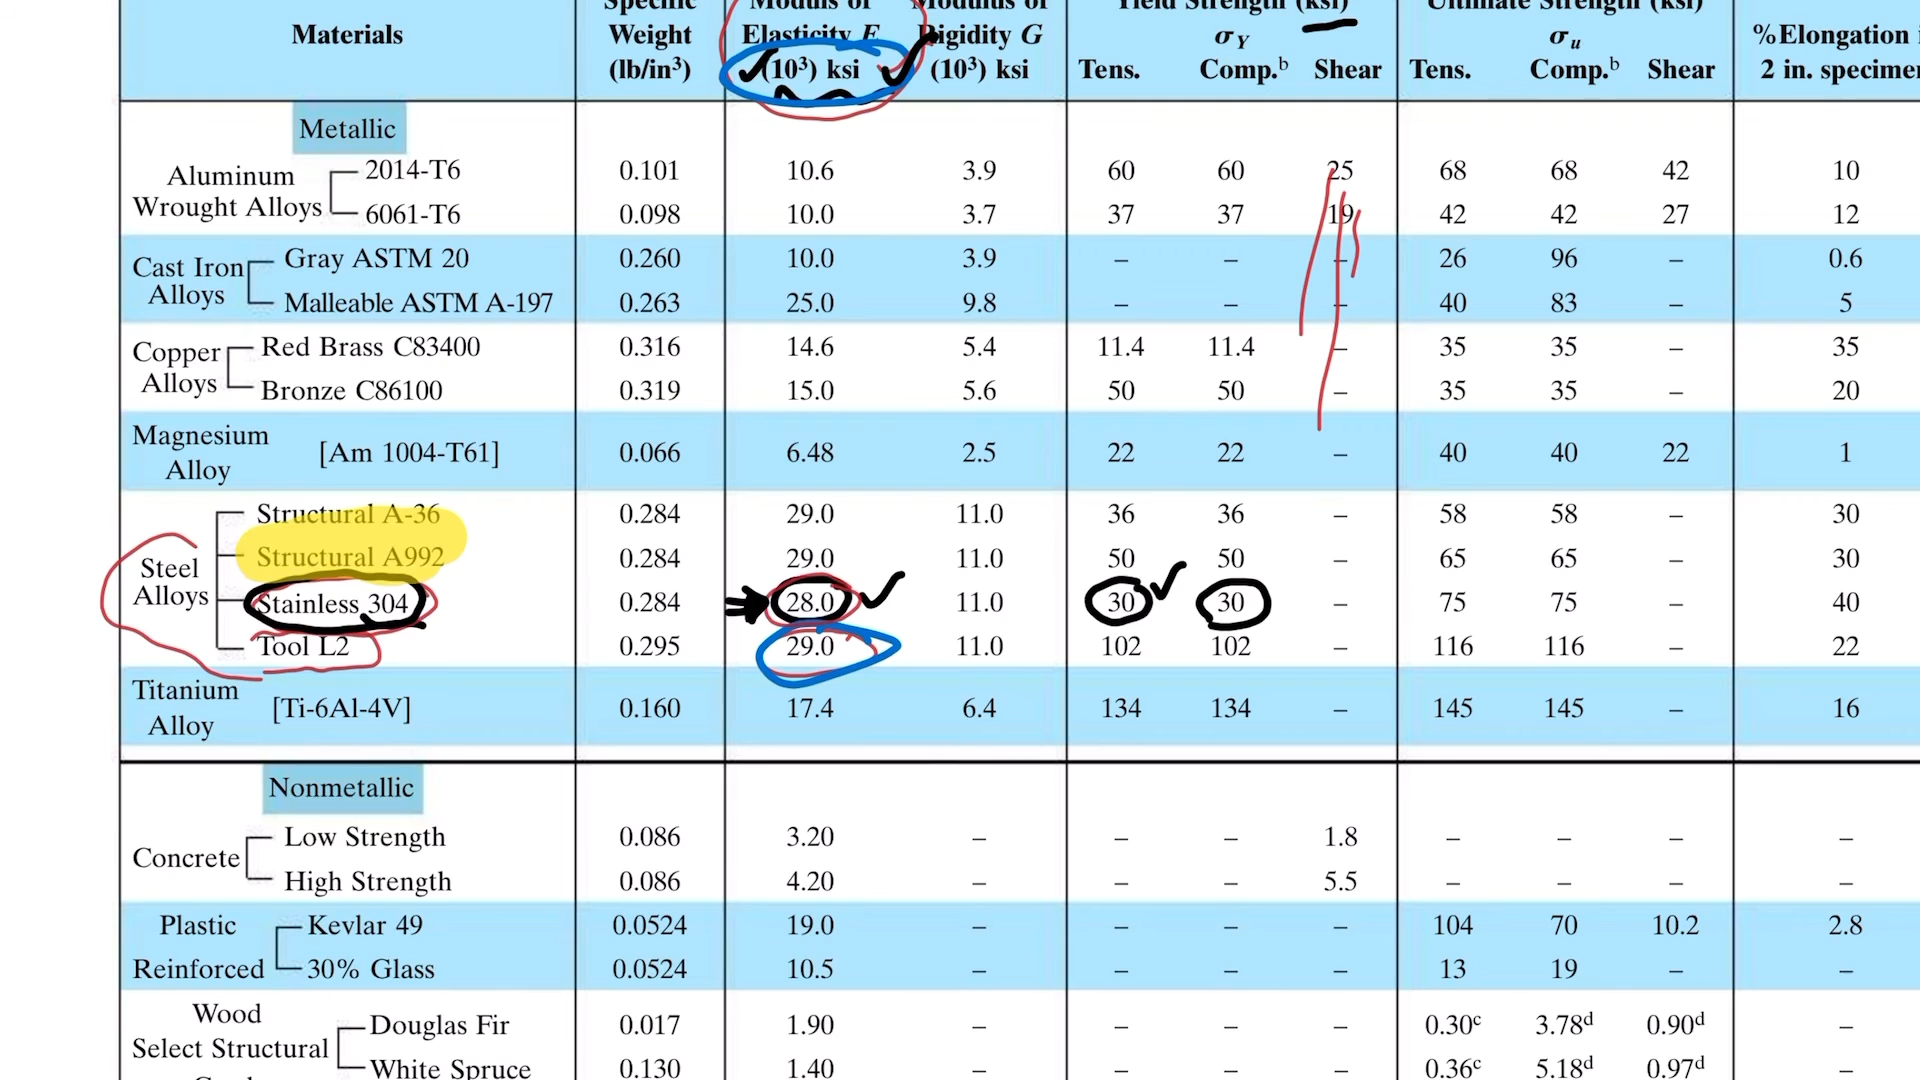 Specific Modulus of Modulus of Yield Strength (ksi) Ultimate Strength (ksi)
Materials Weight Elasticity E Rigidity G σY σu %Elongation i
(lb/in³) (10³) ksi (10³) ksi Tens. Comp.ᵇ Shear Tens. Comp.ᵇ Shear 2 in. specimen
Metallic
Aluminum Wrought Alloys
2014-T6 0.101 10.6 3.9 60 60 25 68 68 42 10
6061-T6 0.098 10.0 3.7 37 37 19 42 42 27 12
Cast Iron Alloys
Gray ASTM 20 0.260 10.0 3.9 – – – 26 96 – 0.6
Malleable ASTM A-197 0.263 25.0 9.8 – – – 40 83 – 5
Copper Alloys
Red Brass C83400 0.316 14.6 5.4 11.4 11.4 – 35 35 – 35
Bronze C86100 0.319 15.0 5.6 50 50 – 35 35 – 20
Magnesium Alloy
[Am 1004-T61] 0.066 6.48 2.5 22 22 – 40 40 22 1
Steel Alloys
Structural A-36 0.284 29.0 11.0 36 36 – 58 58 – 30
Structural A992 0.284 29.0 11.0 50 50 – 65 65 – 30
Stainless 304 0.284 28.0 11.0 30 30 – 75 75 – 40
Tool L2 0.295 29.0 11.0 102 102 – 116 116 – 22
Titanium Alloy
[Ti-6Al-4V] 0.160 17.4 6.4 134 134 – 145 145 – 16
Nonmetallic
Concrete
Low Strength 0.086 3.20 – – – 1.8 – – – –
High Strength 0.086 4.20 – – – 5.5 – – – –
Plastic Reinforced
Kevlar 49 0.0524 19.0 – – – – 104 70 10.2 2.8
30% Glass 0.0524 10.5 – – – – 13 19 – –
Wood Select Structural
Douglas Fir 0.017 1.90 – – – – 0.30ᶜ 3.78ᵈ 0.90ᵈ –
White Spruce 0.130 1.40 – – – – 0.36ᶜ 5.18ᵈ 0.97ᵈ –